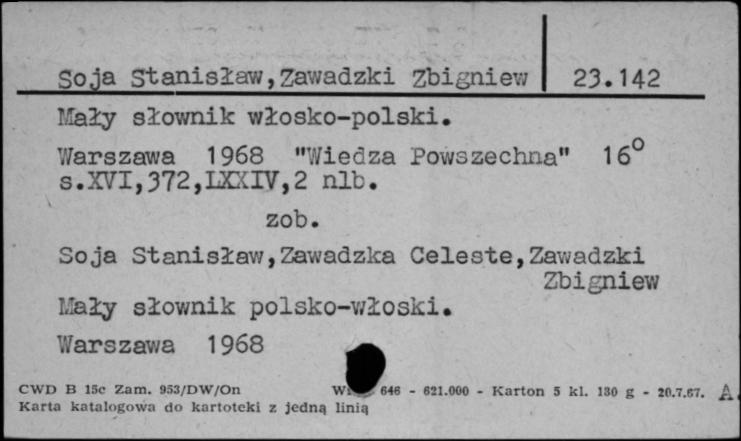 Soja Stanisław,Zawadzki Zbigniew 23.142
Mały słownik włosko-polski.
Warszawa 1968 "Wiedza Powszechna" 16°
s.XVI,372,LXXIV,2 nlb.
zob.
Soja Stanisław,Zawadzka Celeste,Zawadzki
Zbigniew
Mały słownik polsko-włoski.
Warszawa 1968
CWD B 15c Zam. 953/DW/On 646 - 621.000 - Karton 5 kl. 130 g - 20.7.67. A.
Karta katalogowa do kartoteki z jedną linią